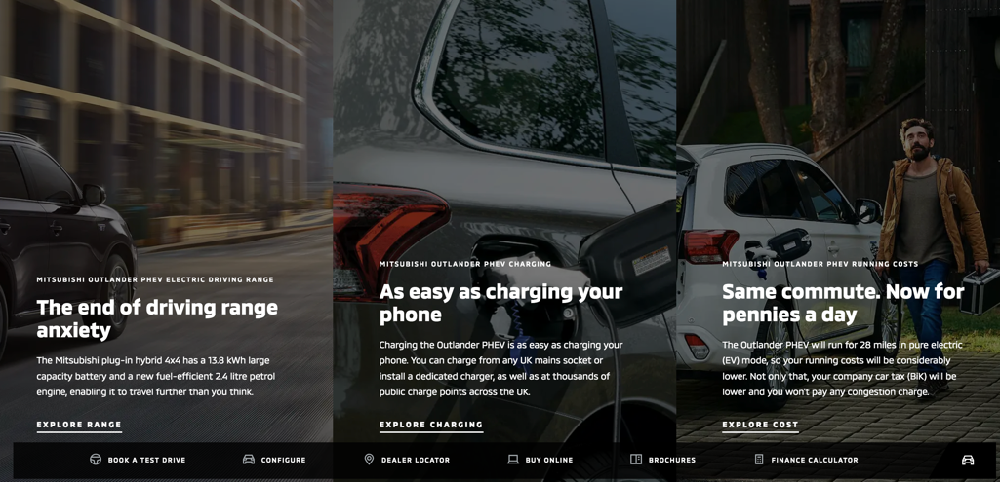 MITSUBISHI OUTLANDER PHEV ELECTRIC DRIVING RANGE
The end of driving range
anxiety
The Mitsubishi plug-in hybrid 4x4 has a 13.8 kWh large
capacity battery and a new fuel-efficient 2.4 litre petrol
engine, enabling it to travel further than you think.
EXPLORE RANGE
MITSUBISHI OUTLANDER PHEV CHARGING
As easy as charging your
phone
Charging the Outlander PHEV is as easy as charging your
phone. You can charge from any UK mains socket or
install a dedicated charger, as well as at thousands of
public charge points across the UK.
EXPLORE CHARGING
MITSUBISHI OUTLANDER PHEV RUNNING COSTS
Same commute. Now for
pennies a day
The Outlander PHEV will run for 28 miles in pure electric
(EV) mode, so your running costs will be considerably
lower. Not only that, your company car tax (BiK) will be
lower and you won't pay any congestion charge.
EXPLORE COST
BOOK A TEST DRIVE
CONFIGURE
DEALER LOCATOR
BUY ONLINE
BROCHURES
FINANCE CALCULATOR